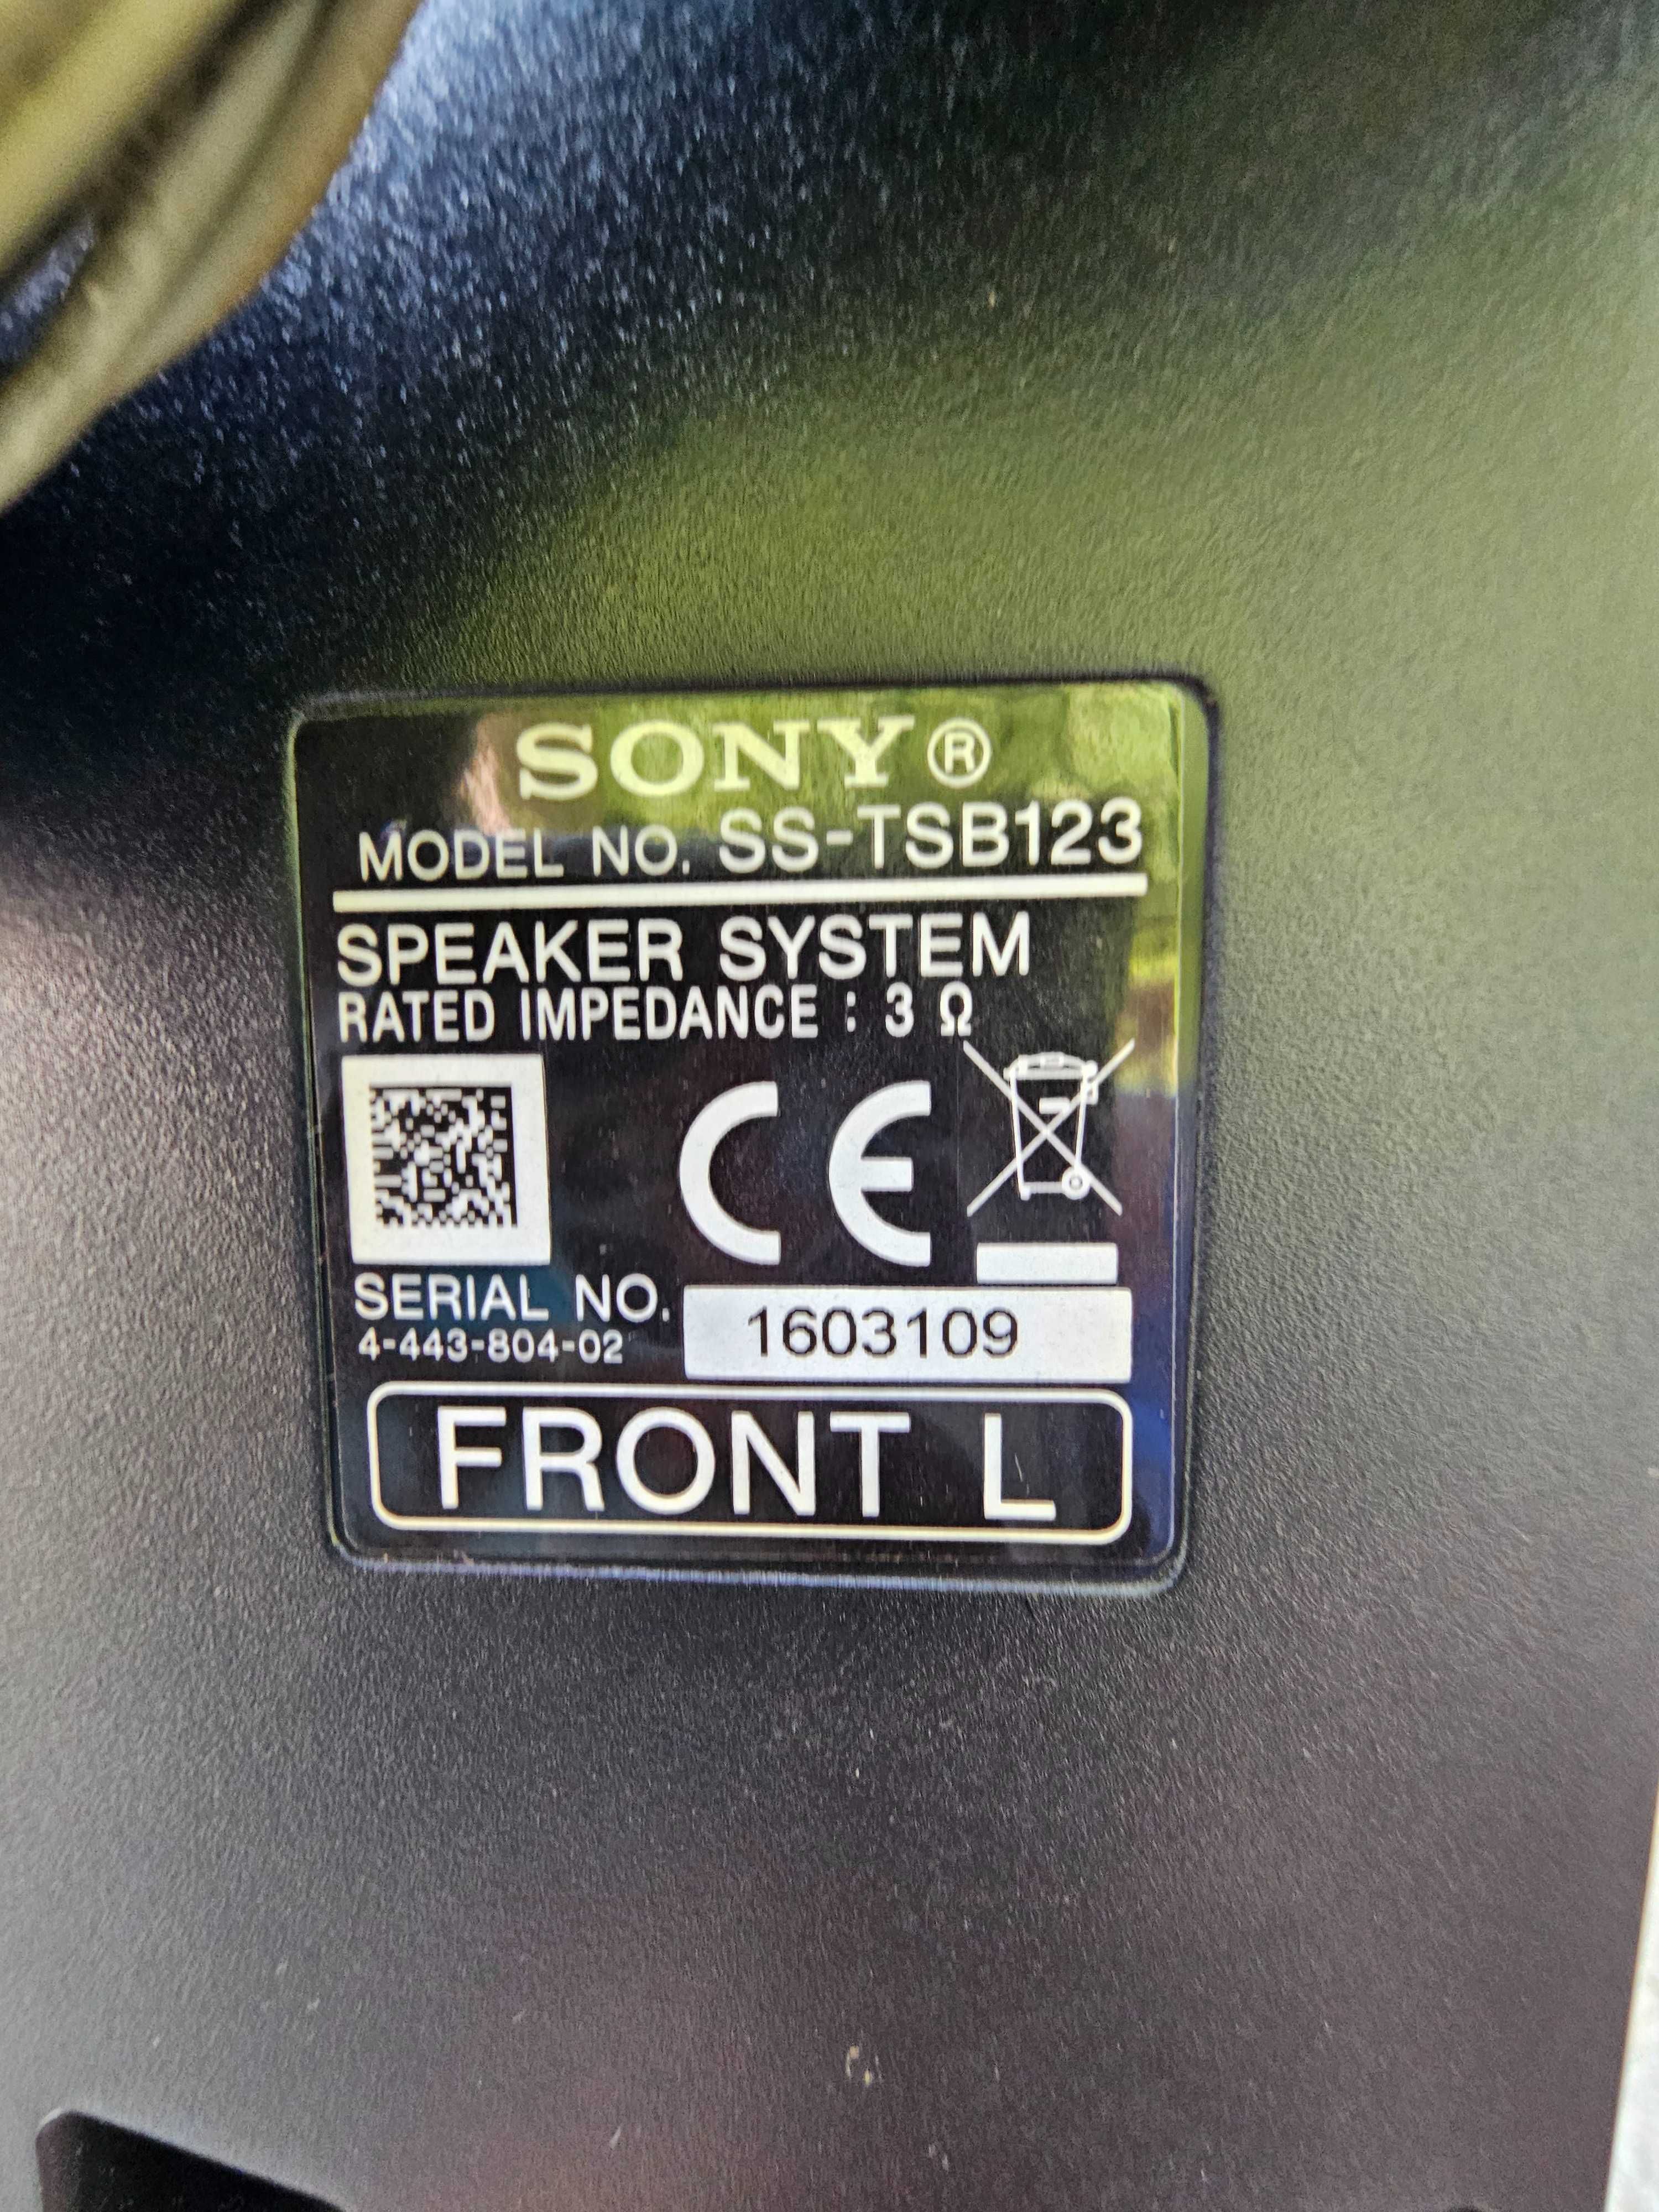 SONY®
MODEL NO. SS-TSB123
SPEAKER SYSTEM
RATED IMPEDANCE : 3 Ω
CE
SERIAL NO. 1603109
4-443-804-02
FRONT L